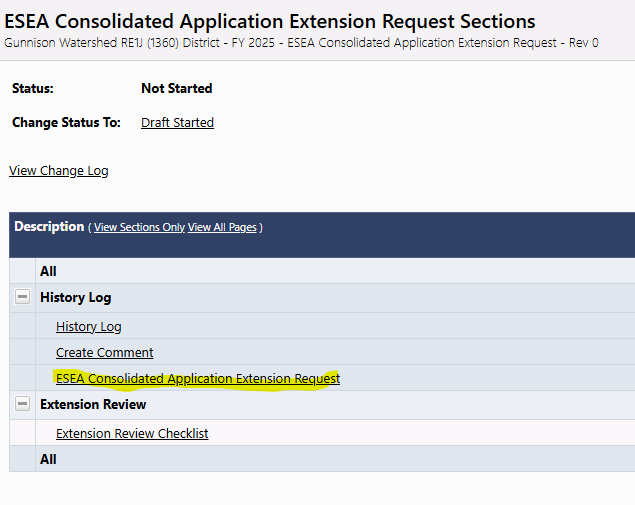 ESEA Consolidated Application Extension Request Sections
Gunnison Watershed RE1J (1360) District - FY 2025 - ESEA Consolidated Application Extension Request - Rev 0
Status: Not Started
Change Status To: Draft Started
View Change Log
Description ( View Sections Only View All Pages )
All
History Log
History Log
Create Comment
ESEA Consolidated Application Extension Request
Extension Review
Extension Review Checklist
All